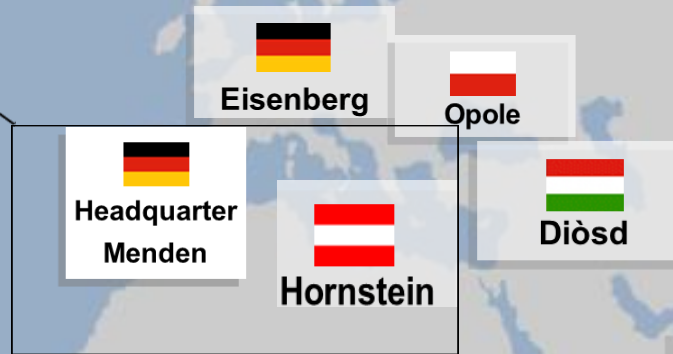 Eisenberg
Opole
Headquarter
Menden
Diòsd
Hornstein